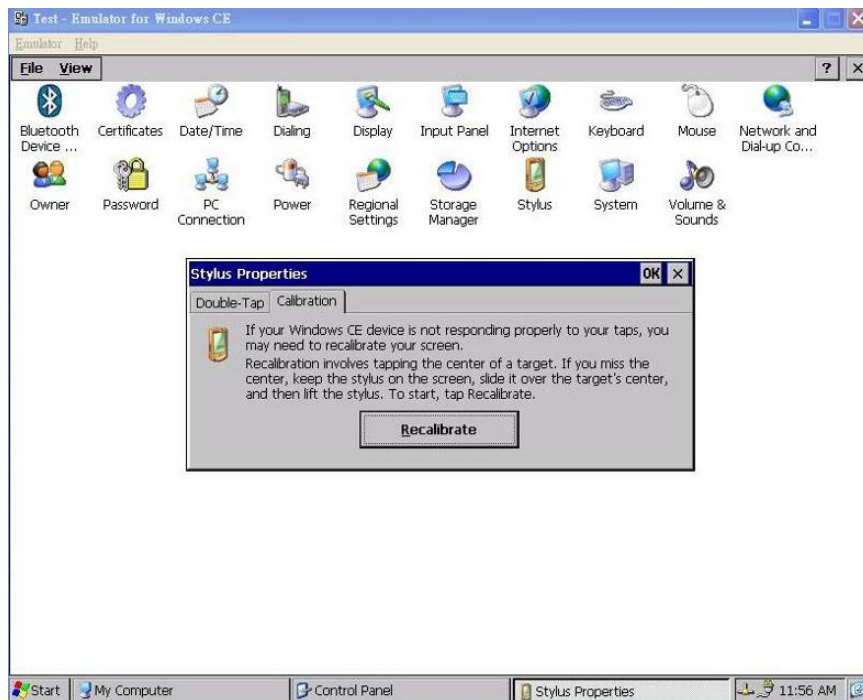 Test - Emulator for Windows CE
Emulator Help
File View ? ×
Bluetooth Device ...
Certificates
Date/Time
Dialing
Display
Input Panel
Internet Options
Keyboard
Mouse
Network and Dial-up Co...
Owner
Password
PC Connection
Power
Regional Settings
Storage Manager
Stylus
System
Volume & Sounds
Stylus Properties OK ×
Double-Tap Calibration
If your Windows CE device is not responding properly to your taps, you
may need to recalibrate your screen.
Recalibration involves tapping the center of a target. If you miss the
center, keep the stylus on the screen, slide it over the target's center,
and then lift the stylus. To start, tap Recalibrate.
Recalibrate
Start My Computer Control Panel Stylus Properties 11:56 AM